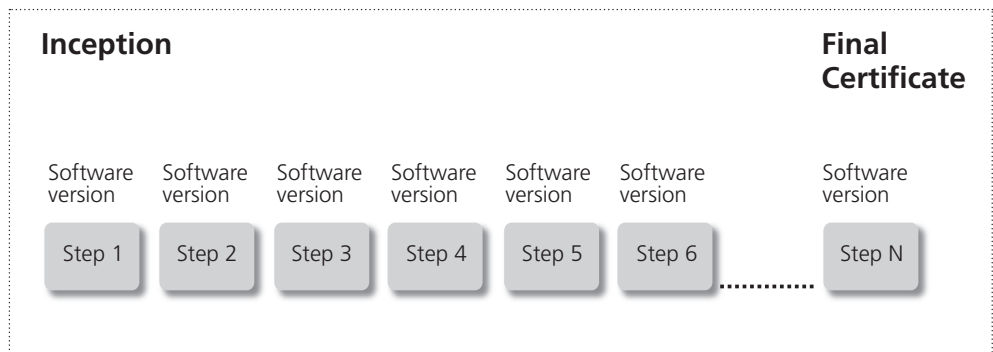 Inception
Final
Certificate
Software
version
Software
version
Software
version
Software
version
Software
version
Software
version
Software
version
Step 1
Step 2
Step 3
Step 4
Step 5
Step 6
Step N